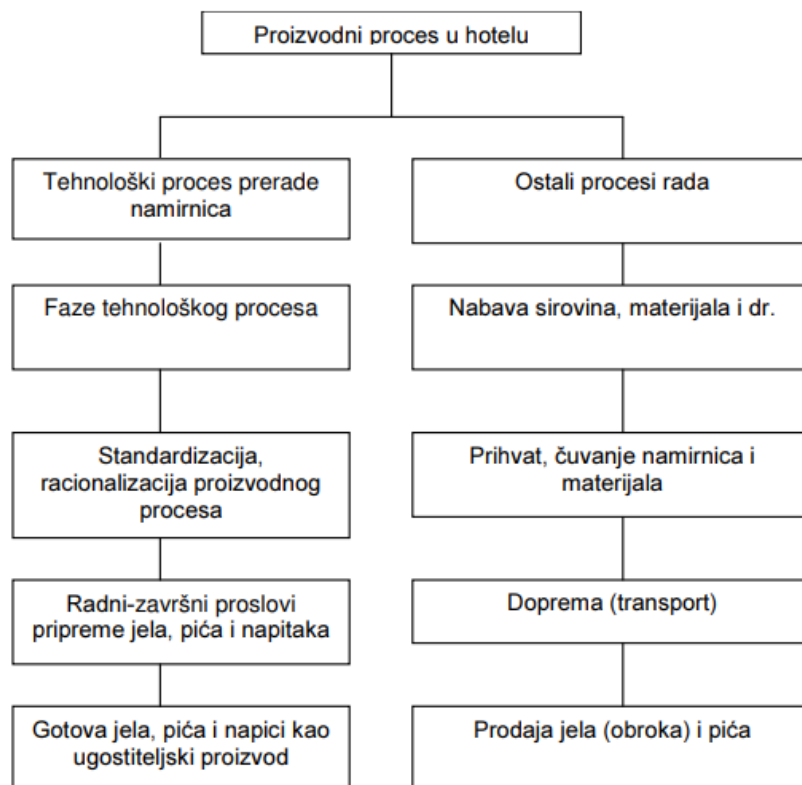 Proizvodni proces u hotelu
Tehnološki proces prerade
namirnica
Ostali procesi rada
Faze tehnološkog procesa
Nabava sirovina, materijala i dr.
Standardizacija,
racionalizacija proizvodnog
procesa
Prihvat, čuvanje namirnica i
materijala
Radni-završni proslovi
pripreme jela, pića i napitaka
Doprema (transport)
Gotova jela, pića i napici kao
ugostiteljski proizvod
Prodaja jela (obroka) i pića